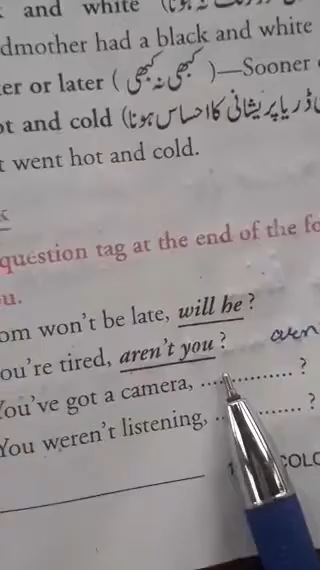 and white
dmother had a black and white
er or later (کبھی نہ کبھی)—Sooner
ot and cold (ڈر یا پریشانی کا احساس ہونا
t went hot and cold.
question tag at the end of the fo
u.
om won't be late, will he?
ou're tired, aren't you? aren
You've got a camera, ............... ?
You weren't listening, ............... ?
COLO